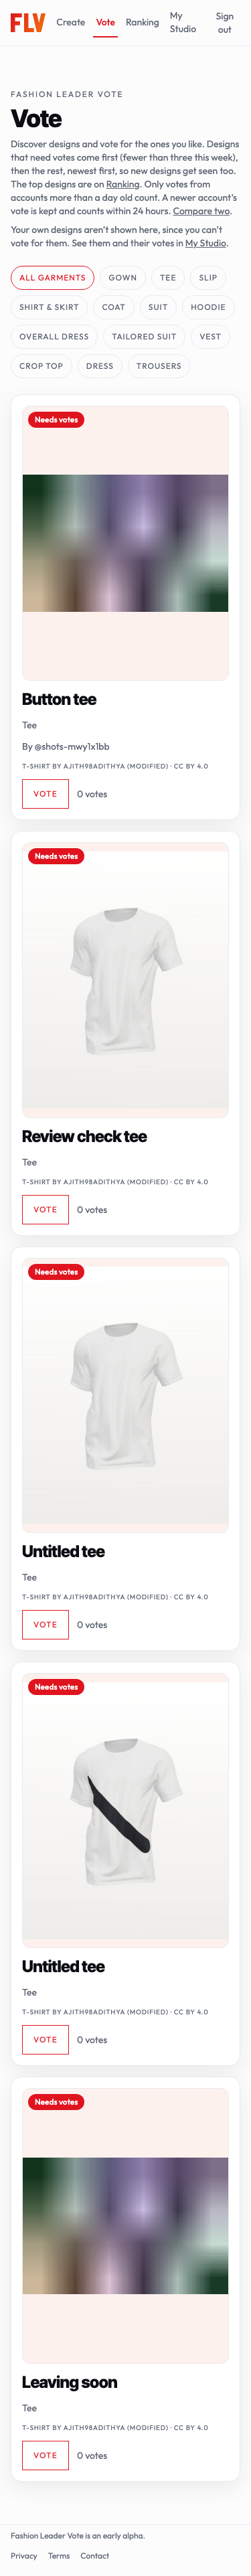 FLV
Create
Vote
Ranking
My Studio
Sign out
FASHION LEADER VOTE
Vote
Discover designs and vote for the ones you like. Designs
that need votes come first (fewer than three this week),
then the rest, newest first, so new designs get seen too.
The top designs are on Ranking. Only votes from
accounts more than a day old count. A newer account's
vote is kept and counts within 24 hours. Compare two.
Your own designs aren't shown here, since you can't
vote for them. See them and their votes in My Studio.
ALL GARMENTS
GOWN
TEE
SLIP
SHIRT & SKIRT
COAT
SUIT
HOODIE
OVERALL DRESS
TAILORED SUIT
VEST
CROP TOP
DRESS
TROUSERS
Needs votes
Button tee
Tee
By @shots-mwy1x1bb
T-SHIRT BY AJITH98ADITHYA (MODIFIED) · CC BY 4.0
VOTE
0 votes
Needs votes
Review check tee
Tee
T-SHIRT BY AJITH98ADITHYA (MODIFIED) · CC BY 4.0
VOTE
0 votes
Needs votes
Untitled tee
Tee
T-SHIRT BY AJITH98ADITHYA (MODIFIED) · CC BY 4.0
VOTE
0 votes
Needs votes
Untitled tee
Tee
T-SHIRT BY AJITH98ADITHYA (MODIFIED) · CC BY 4.0
VOTE
0 votes
Needs votes
Leaving soon
Tee
T-SHIRT BY AJITH98ADITHYA (MODIFIED) · CC BY 4.0
VOTE
0 votes
Fashion Leader Vote is an early alpha.
Privacy
Terms
Contact